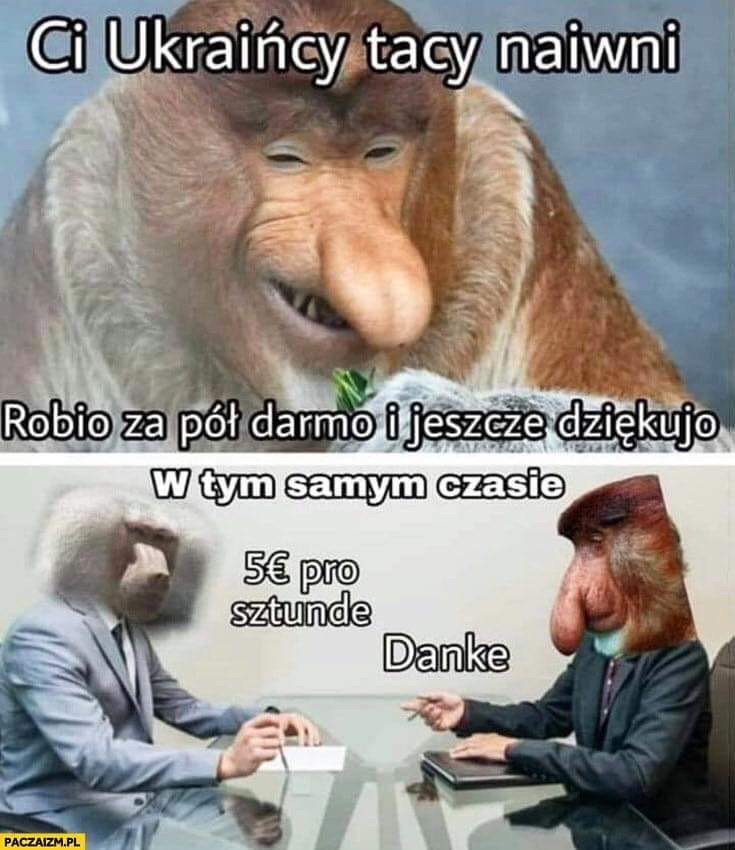 Ci Ukraińcy tacy naiwni
Robio za pół darmo i jeszcze dziękujo
W tym samym czasie
5€ pro
sztunde
Danke
PACZAIZM.PL